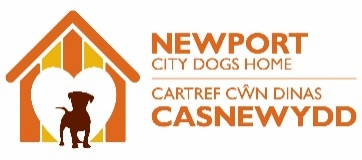 NEWPORT
CITY DOGS HOME
CARTREF CŴN DINAS
CASNEWYDD